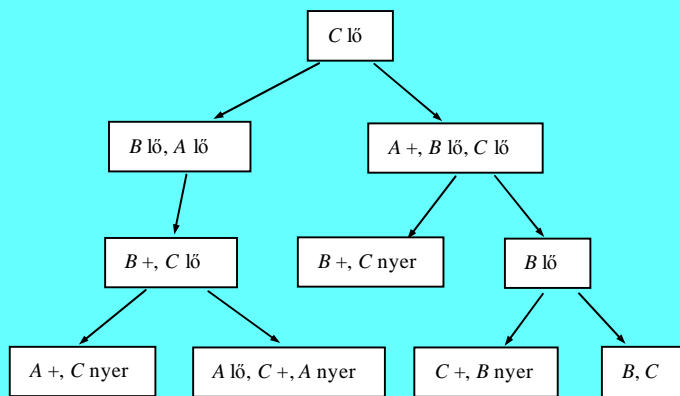 C lő
B lő, A lő
A +, B lő, C lő
B +, C lő
B +, C nyer
B lő
A +, C nyer
A lő, C +, A nyer
C +, B nyer
B, C